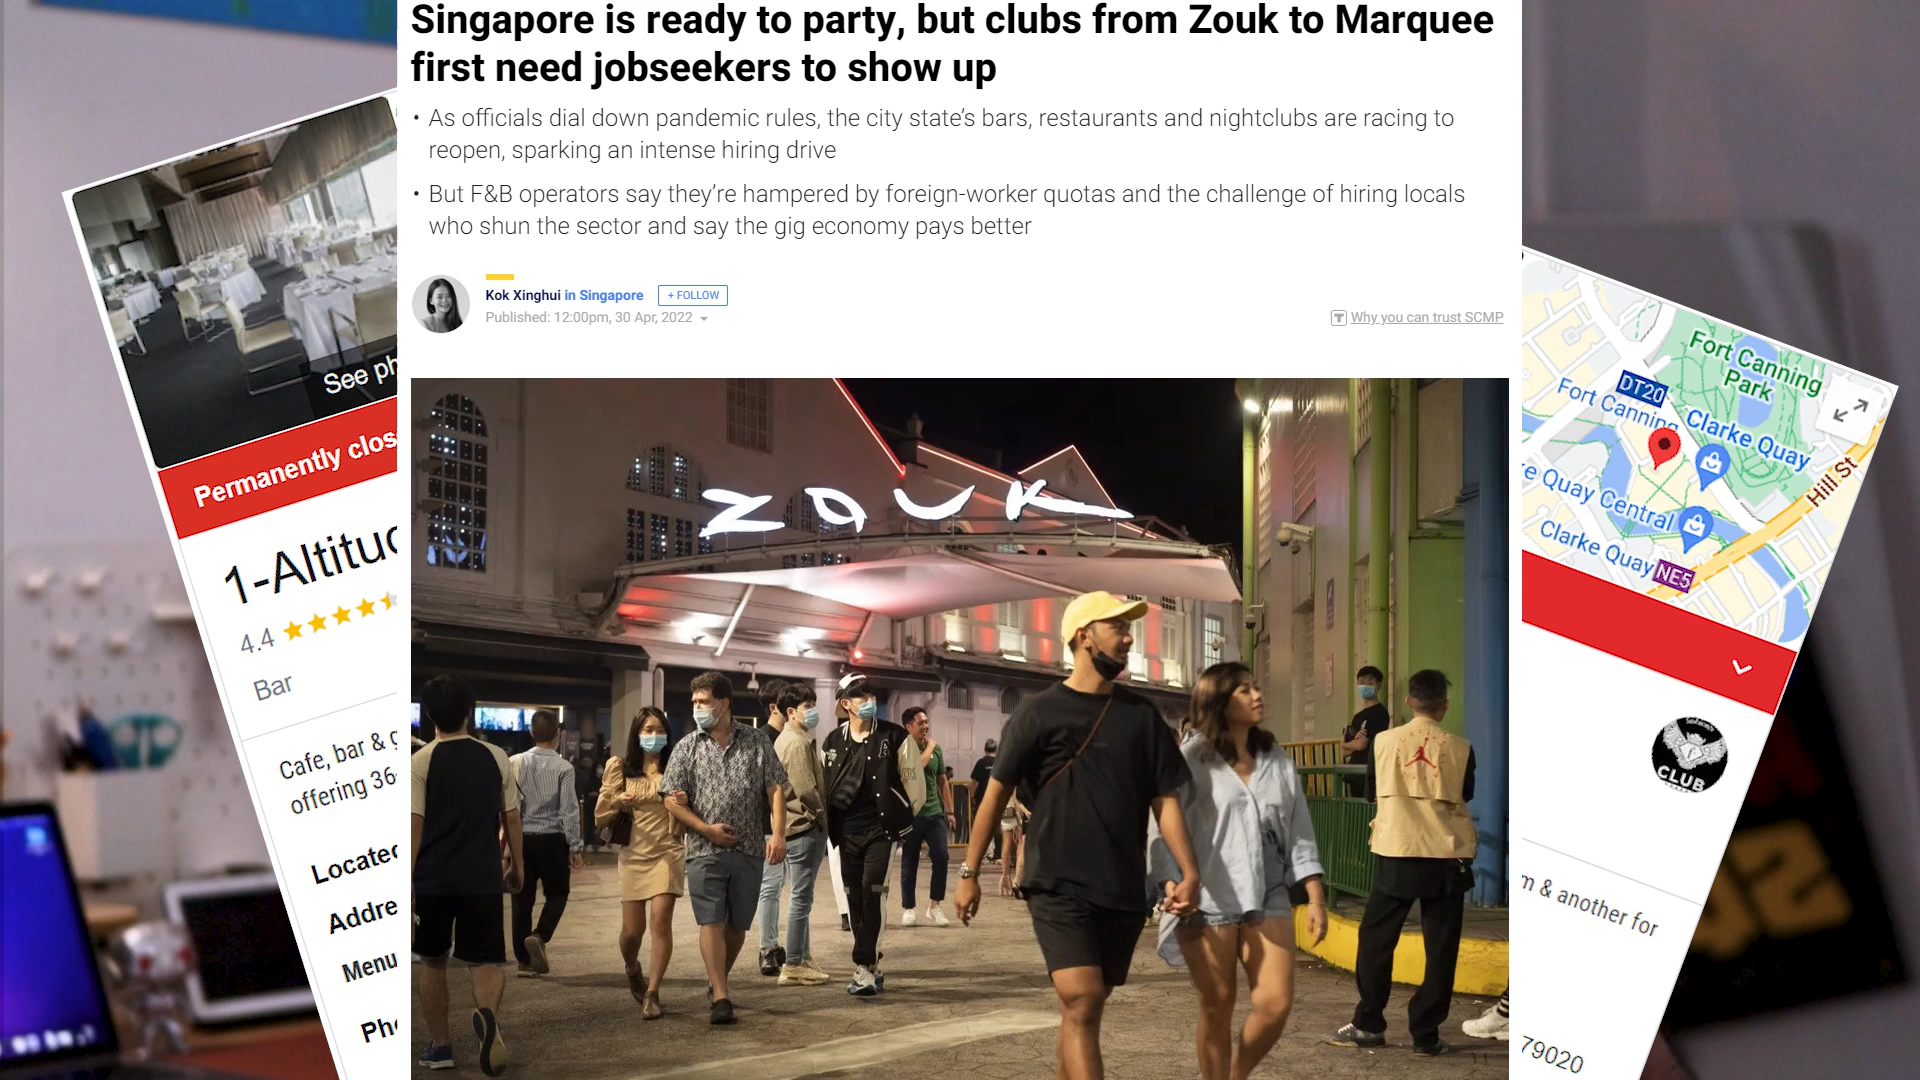 Singapore is ready to party, but clubs from Zouk to Marquee
first need jobseekers to show up
• As officials dial down pandemic rules, the city state’s bars, restaurants and nightclubs are racing to
reopen, sparking an intense hiring drive
• But F&B operators say they’re hampered by foreign-worker quotas and the challenge of hiring locals
who shun the sector and say the gig economy pays better
Kok Xinghui in Singapore
+ FOLLOW
Published: 12:00pm, 30 Apr, 2022
Why you can trust SCMP
ZOUK
See ph
Permanently clos
1-Altitud
4.4
Bar
Cafe, bar & g
offering 36
Located
Addre
Menu
Pho
Fort Canning
Park
DT20
Fort Canning
Clarke Quay
Hill St
e Quay Central
Clarke Quay
NE5
CLUB
m & another for
79020